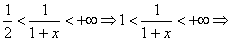 1/2 < 1/(1+x) < +∞ ⇒ 1 < 1/(1+x) < +∞ ⇒